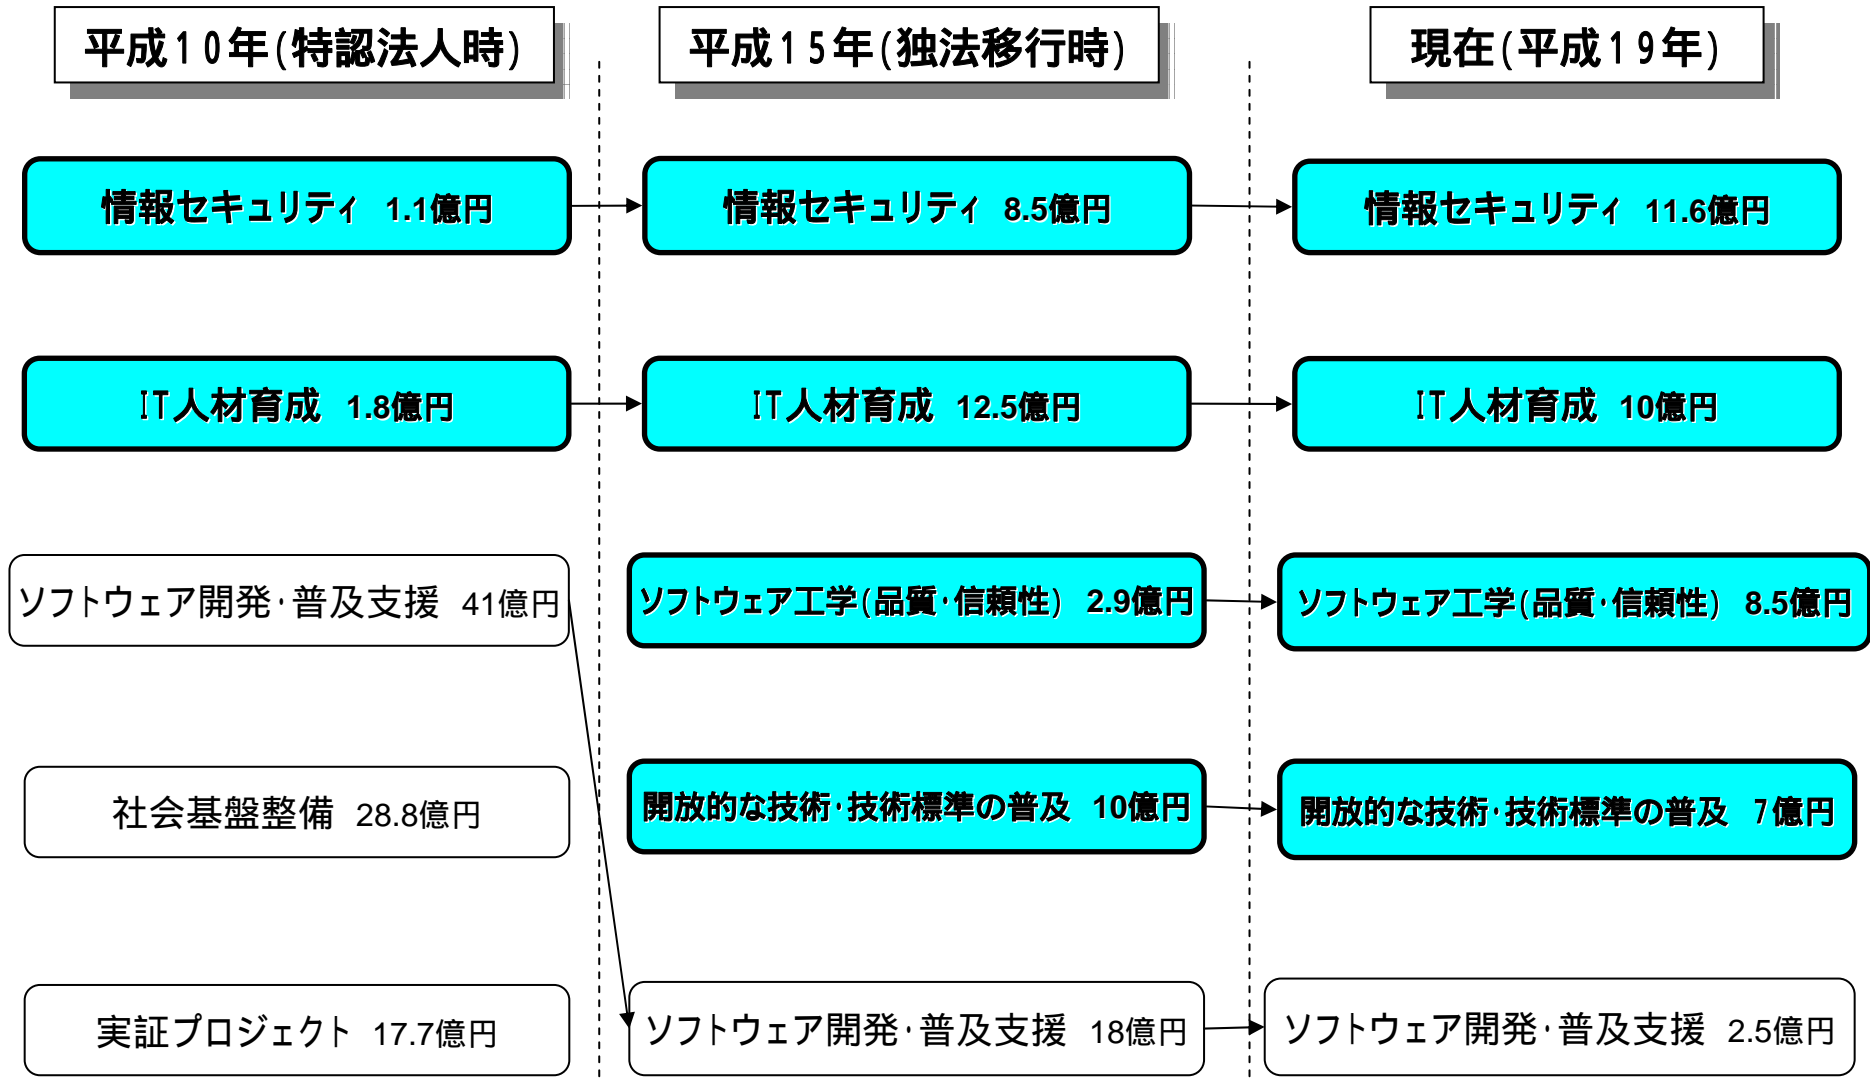 平成１０年(特認法人時)
平成１５年(独法移行時)
現在(平成１９年)
情報セキュリティ 1.1億円
情報セキュリティ 8.5億円
情報セキュリティ 11.6億円
IT人材育成 1.8億円
IT人材育成 12.5億円
IT人材育成 10億円
ソフトウェア開発・普及支援 41億円
ソフトウェア工学(品質・信頼性) 2.9億円
ソフトウェア工学(品質・信頼性) 8.5億円
社会基盤整備 28.8億円
開放的な技術・技術標準の普及 10億円
開放的な技術・技術標準の普及 7億円
実証プロジェクト 17.7億円
ソフトウェア開発・普及支援 18億円
ソフトウェア開発・普及支援 2.5億円